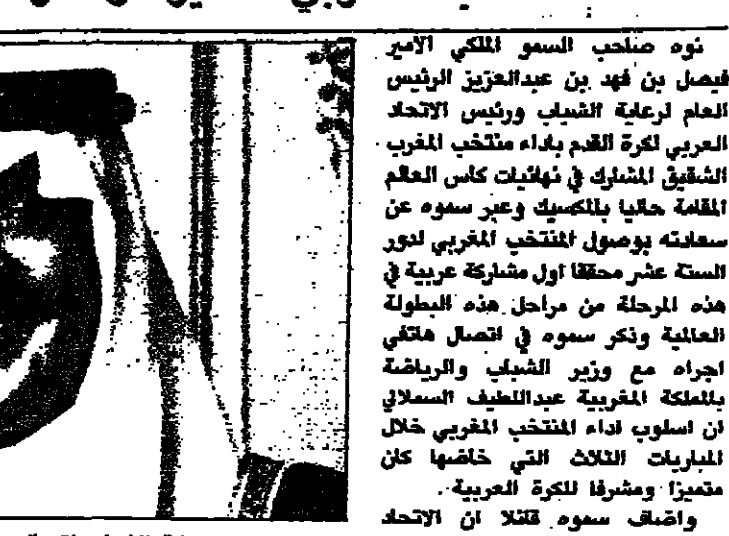 نوه صاحب السمو الملكي الامير
فيصل بن فهد بن عبدالعزيز الرئيس
العام لرعاية الشباب ورئيس الاتحاد
العربي لكرة القدم باداء منتخب المغرب
الشقيق المشارك في نهائيات كاس العالم
المقامة حاليا بالمكسيك وعبر سموه عن
سعادته بوصول المنتخب المغربي لدور
الستة عشر محققا اول مشاركة عربية في
هذه المرحلة من مراحل هذه البطولة
العالمية وذكر سموه في اتصال هاتفي
اجراه مع وزير الشباب والرياضة
بالمملكة المغربية عبداللطيف السملالي
ان اسلوب اداء المنتخب المغربي خلال
المباريات الثلاث التي خاضها كان
متميزا ومشرفا للكرة العربية.
واضاف سموه قائلا ان الاتحاد